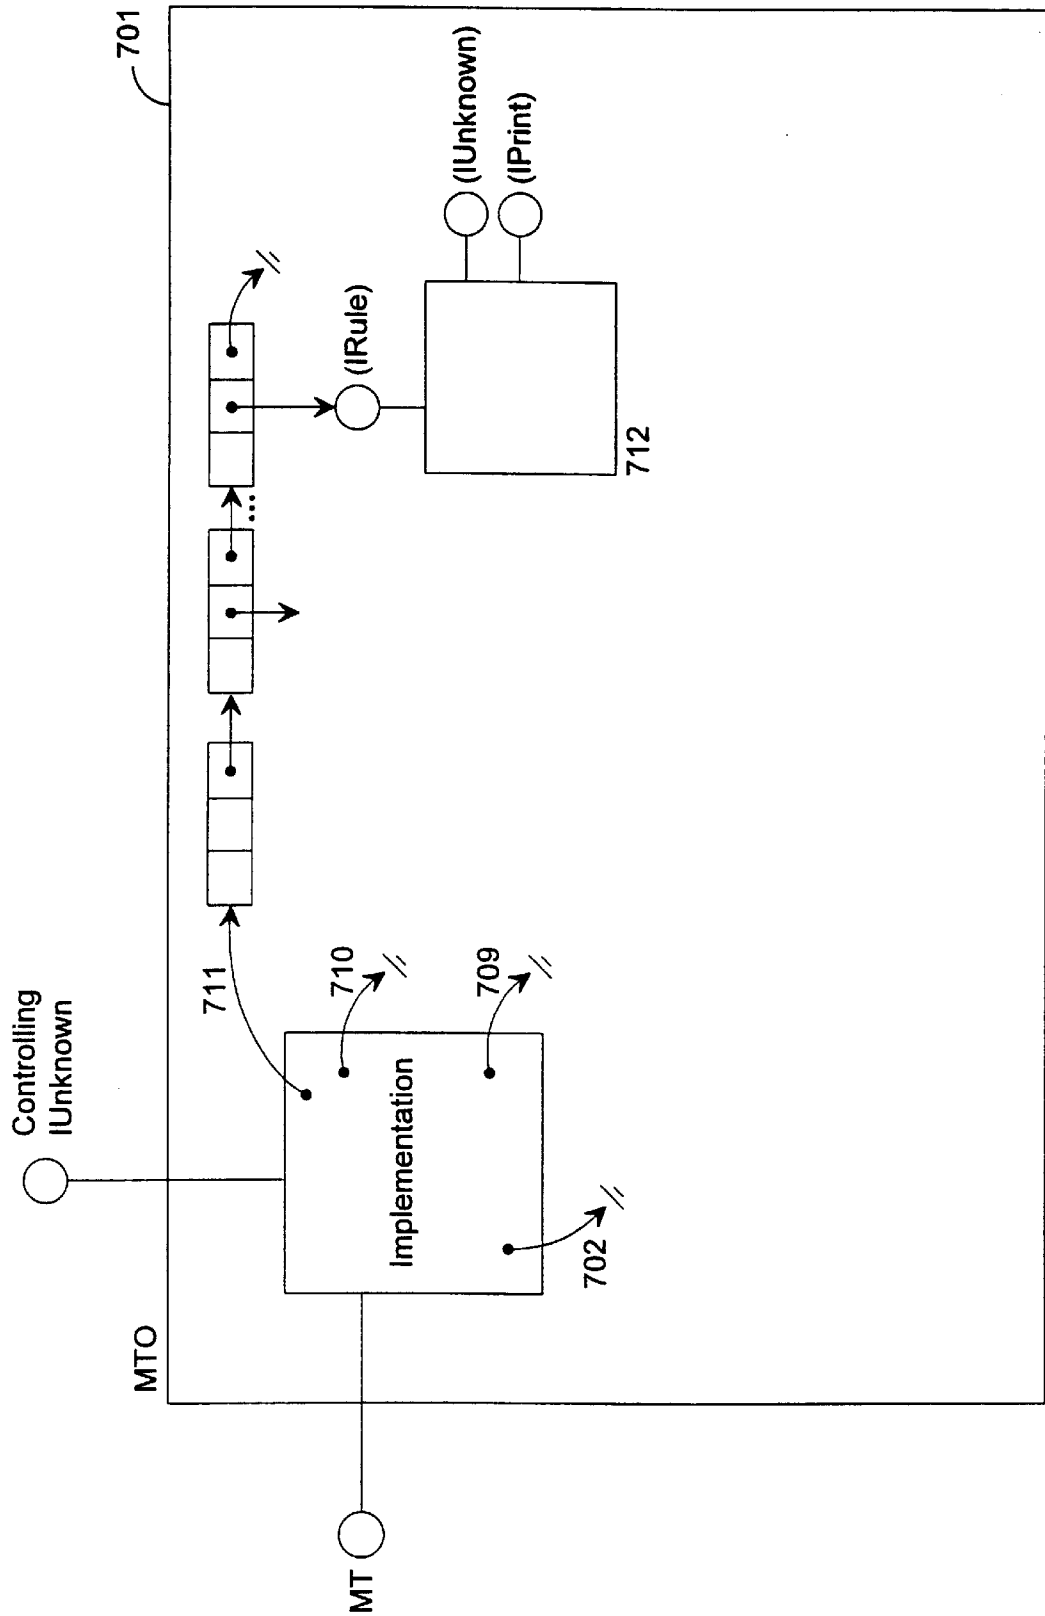 Controlling
IUnknown
MTO
701
MT
Implementation
711
710
709
702
...
(IRule)
(IUnknown)
(IPrint)
712